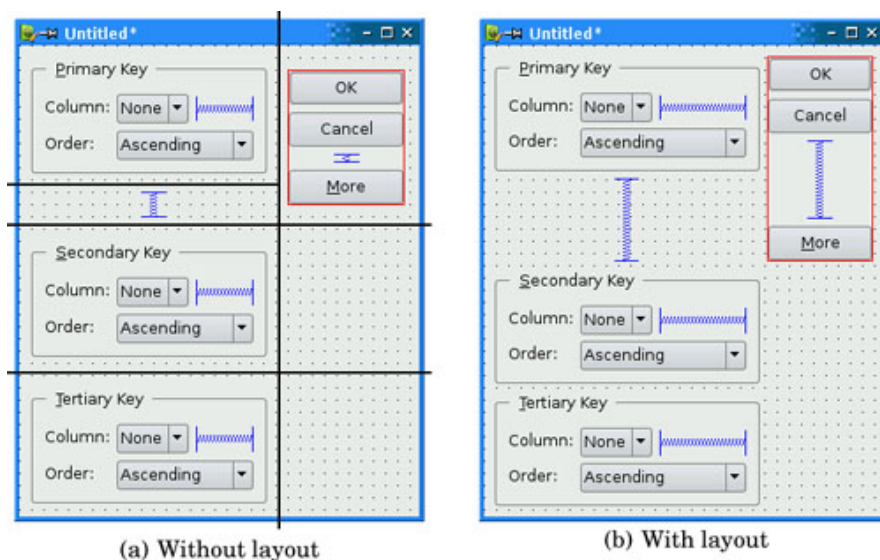 Untitled*
Primary Key
Column: None
Order: Ascending
OK
Cancel
More
Secondary Key
Column: None
Order: Ascending
Tertiary Key
Column: None
Order: Ascending
(a) Without layout
Untitled*
Primary Key
Column: None
Order: Ascending
OK
Cancel
More
Secondary Key
Column: None
Order: Ascending
Tertiary Key
Column: None
Order: Ascending
(b) With layout